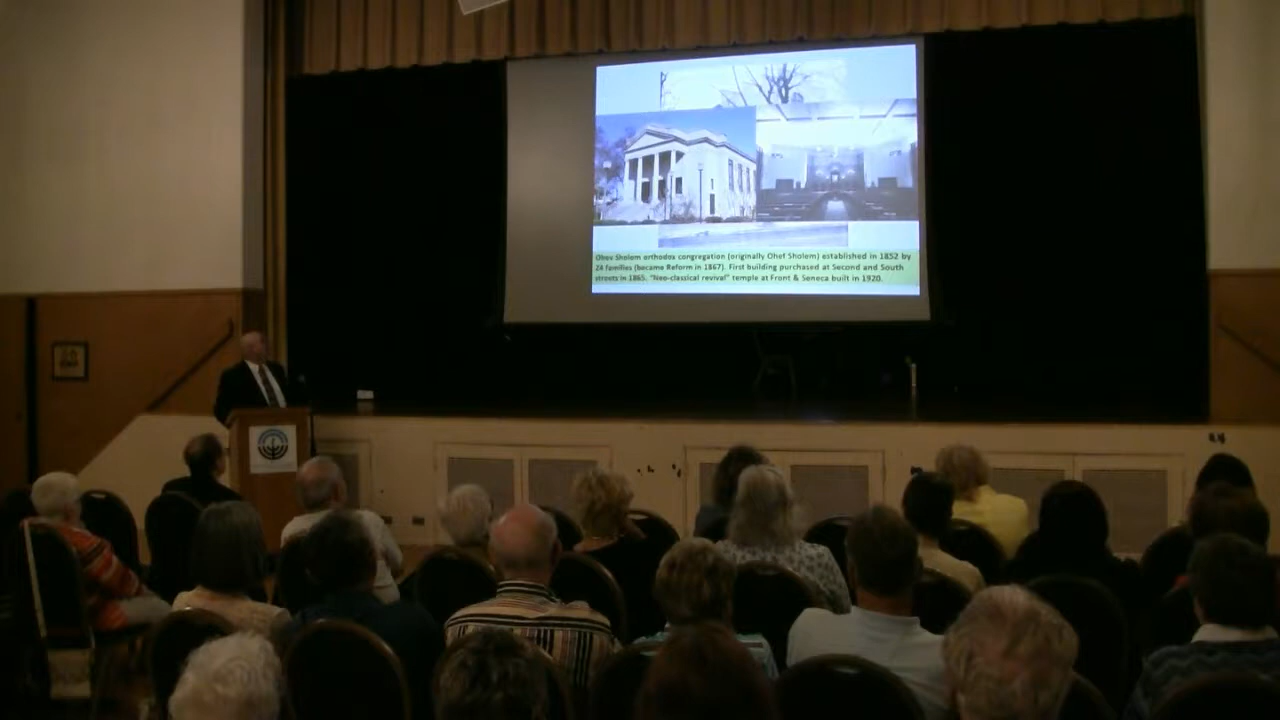 Ohev Sholem orthodox congregation (originally Ohef Sholem) established in 1852 by
24 families (became Reform in 1867). First building purchased at Second and South
streets in 1865. "Neo-classical revival" temple at Front & Seneca built in 1920.